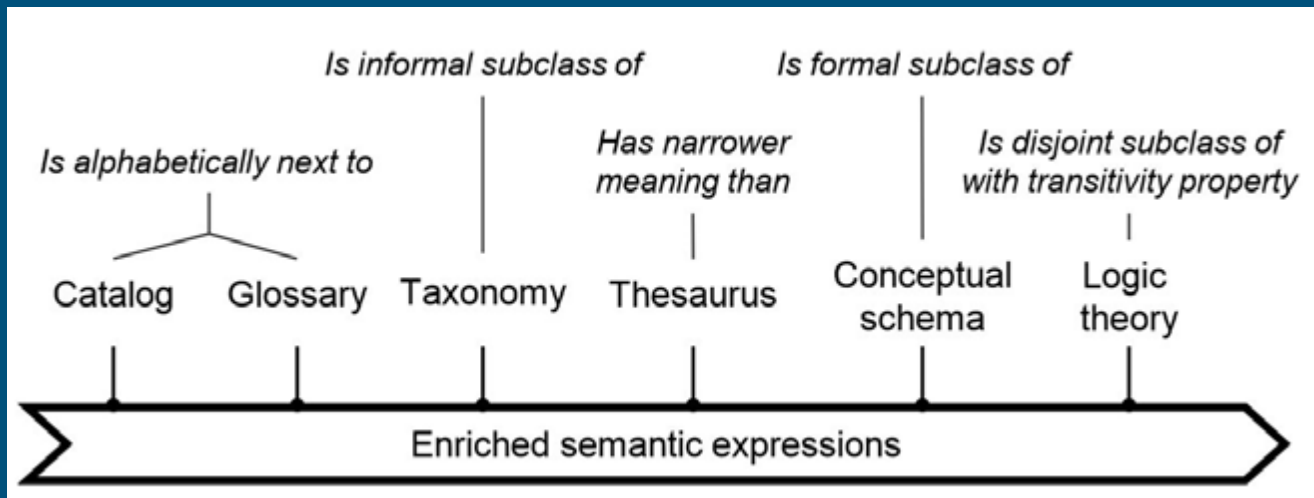 Is informal subclass of
Is formal subclass of
Is alphabetically next to
Has narrower
meaning than
Is disjoint subclass of
with transitivity property
Catalog
Glossary
Taxonomy
Thesaurus
Conceptual
schema
Logic
theory
Enriched semantic expressions